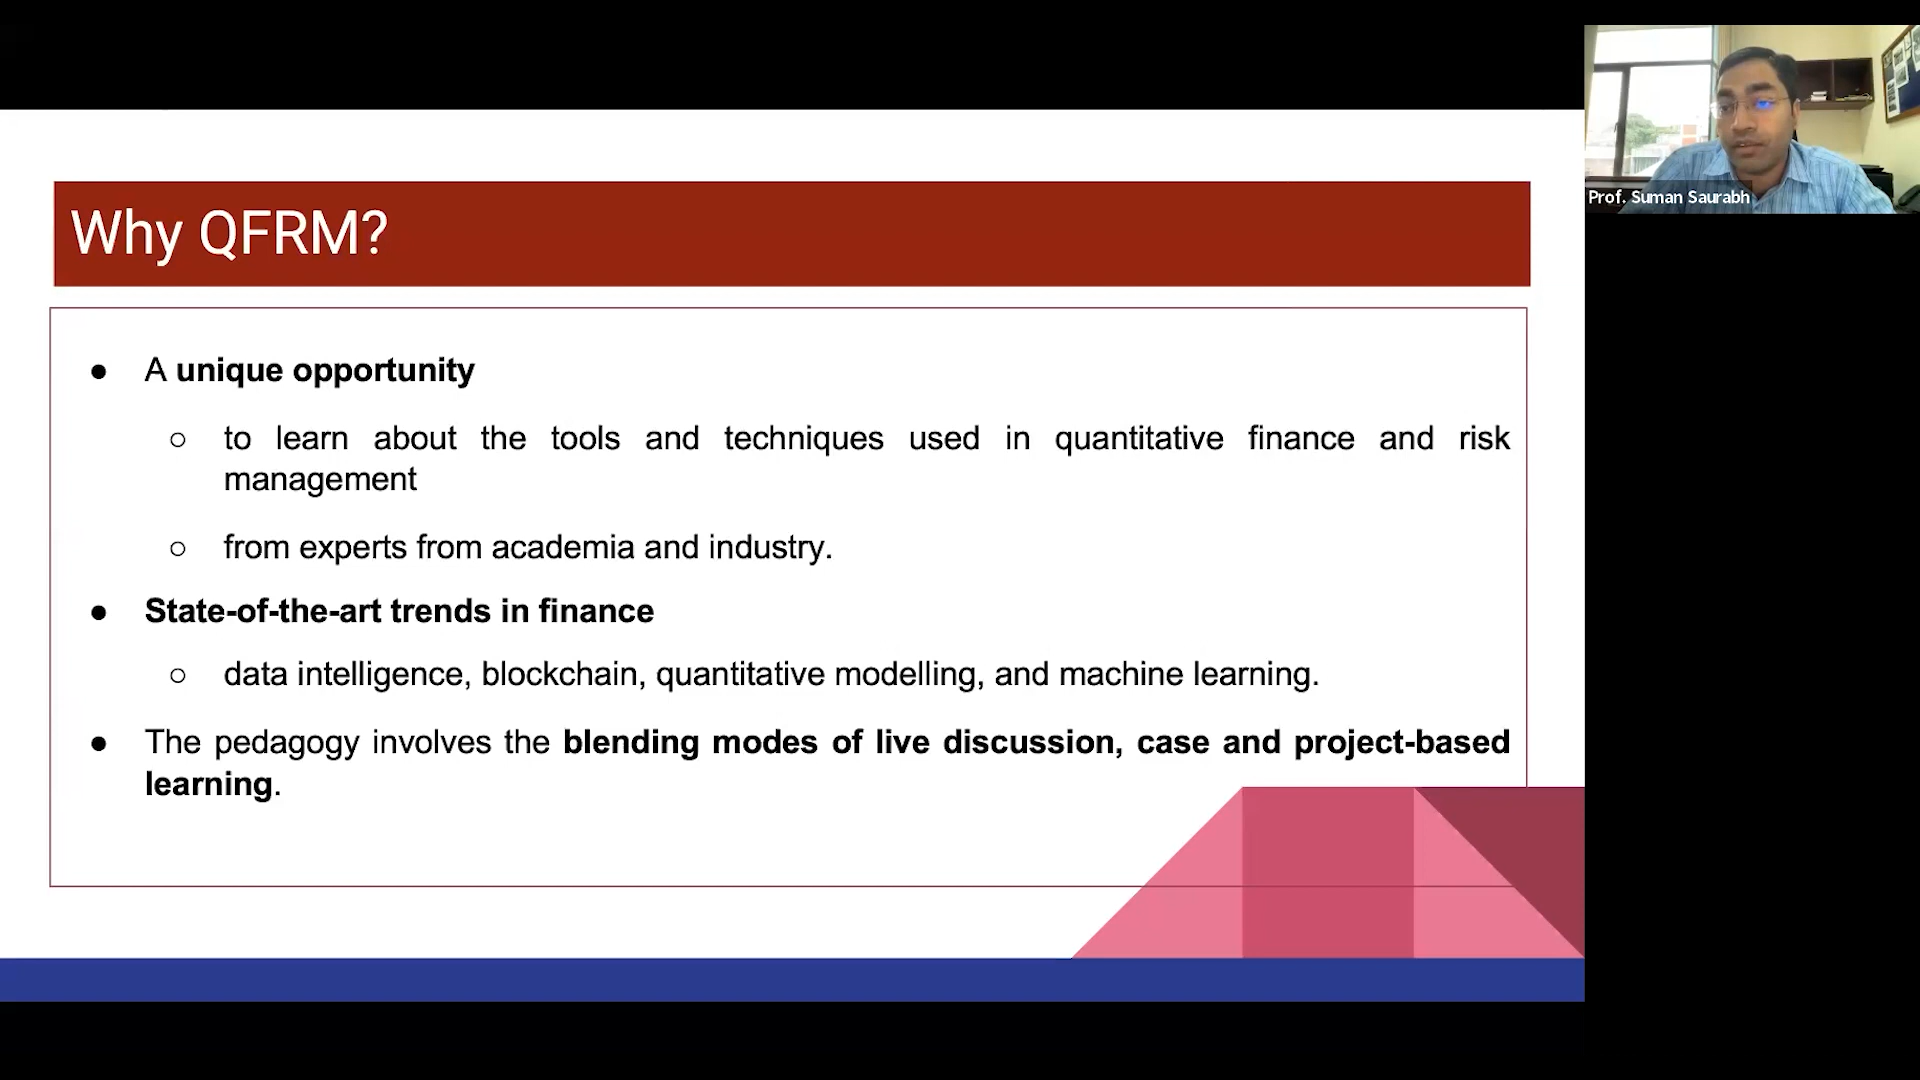 Why QFRM?
● A unique opportunity
○ to learn about the tools and techniques used in quantitative finance and risk
management
○ from experts from academia and industry.
● State-of-the-art trends in finance
○ data intelligence, blockchain, quantitative modelling, and machine learning.
● The pedagogy involves the blending modes of live discussion, case and project-based
learning.
Prof. Suman Saurabh